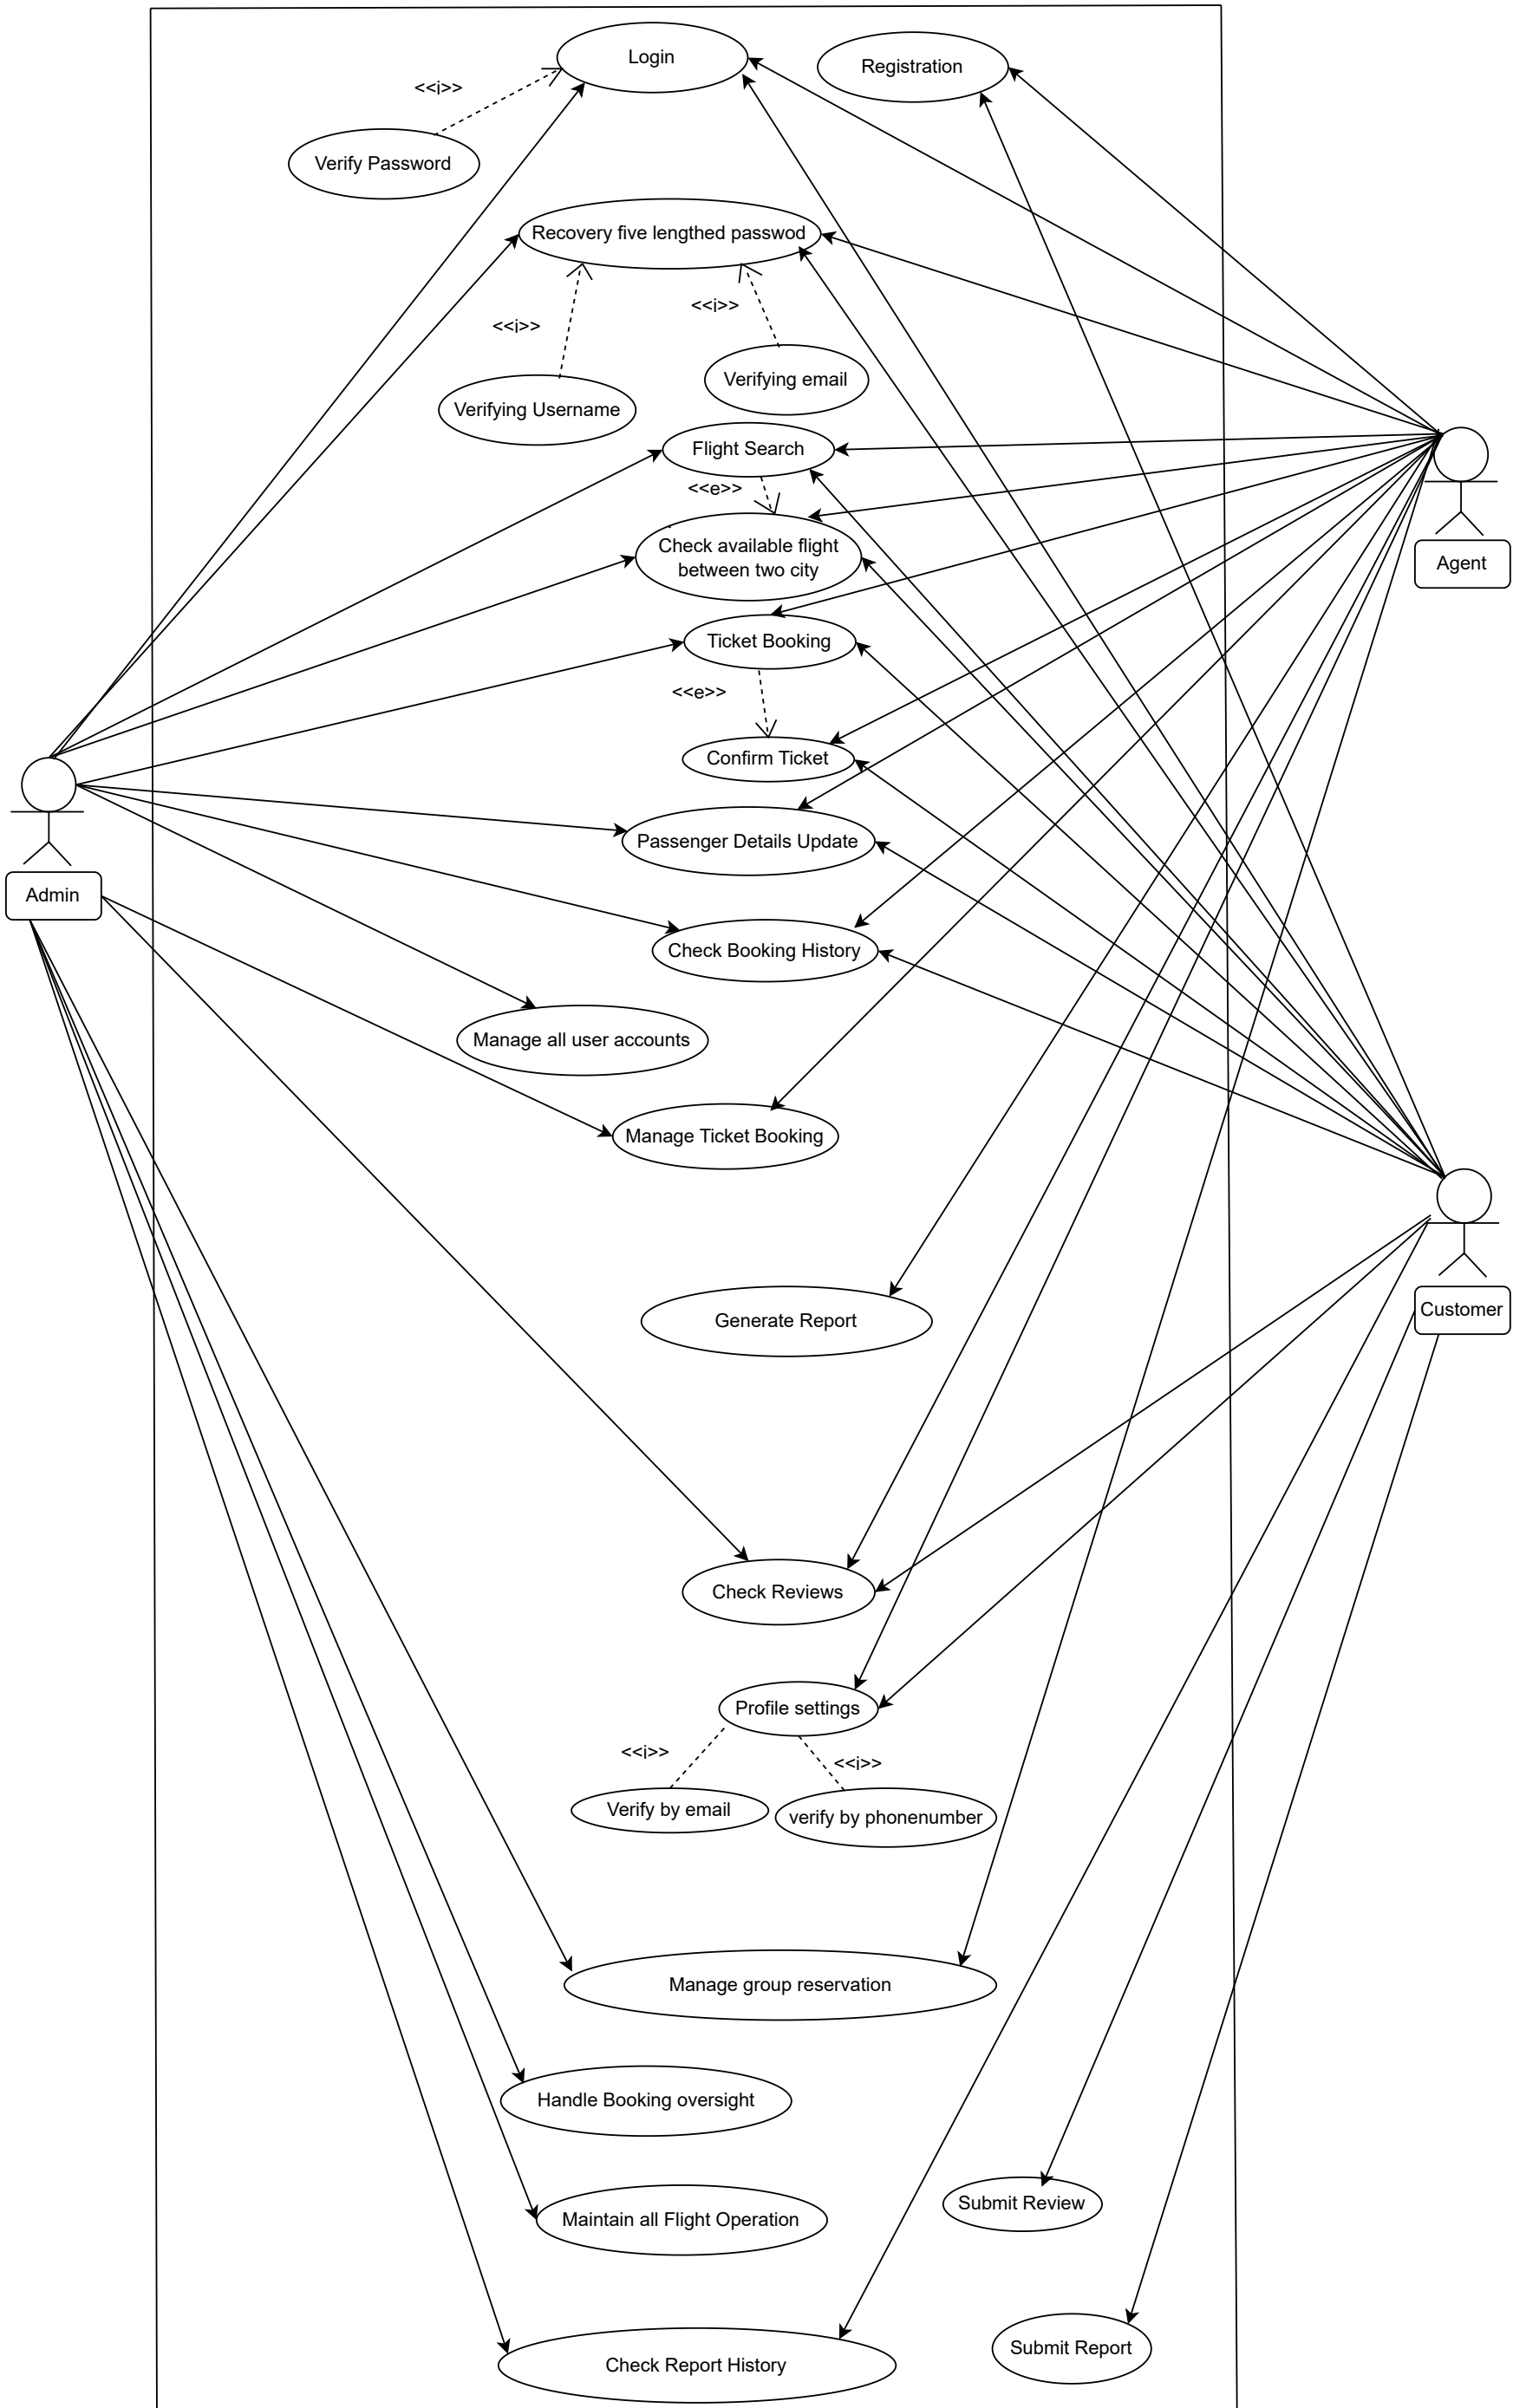 Login
Registration
<<i>>
Verify Password
Recovery five lengthed passwod
<<i>>
<<i>>
Verifying email
Verifying Username
Flight Search
<<e>>
Check available flight
between two city
Agent
Ticket Booking
<<e>>
Confirm Ticket
Passenger Details Update
Admin
Check Booking History
Manage all user accounts
Manage Ticket Booking
Customer
Generate Report
Check Reviews
Profile settings
<<i>>
<<i>>
Verify by email
verify by phonenumber
Manage group reservation
Handle Booking oversight
Submit Review
Maintain all Flight Operation
Submit Report
Check Report History